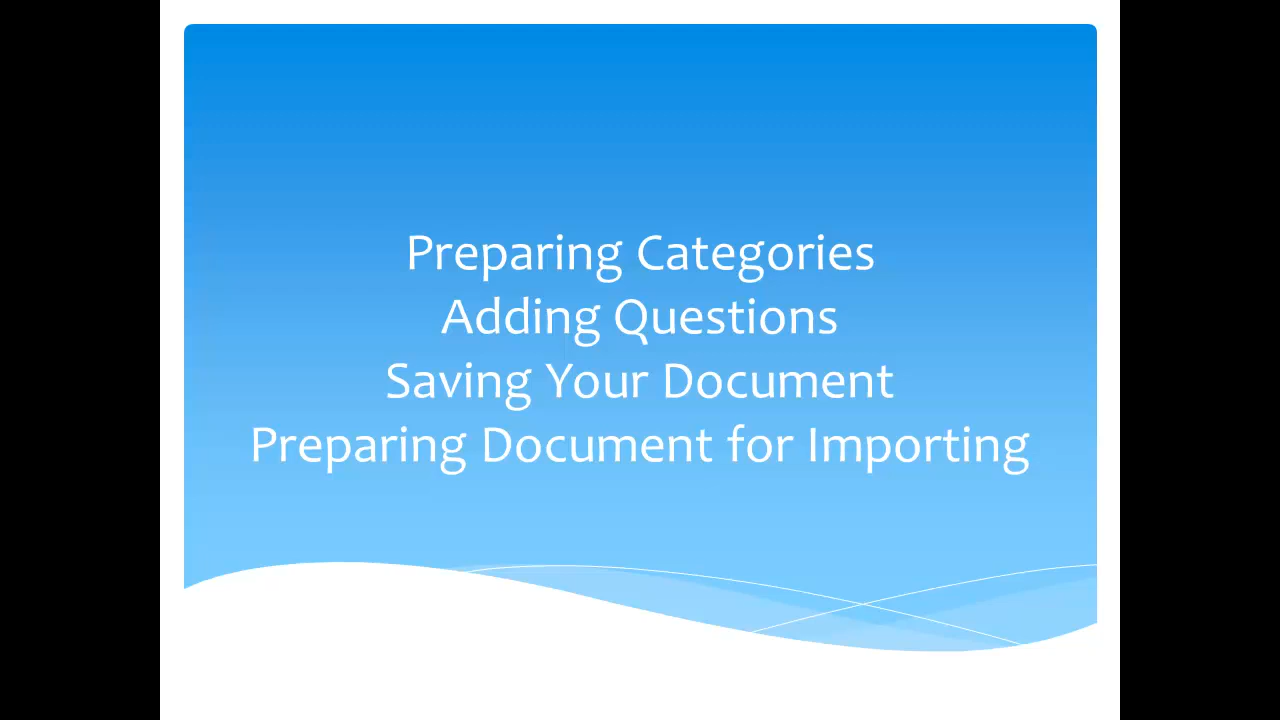 Preparing Categories
Adding Questions
Saving Your Document
Preparing Document for Importing